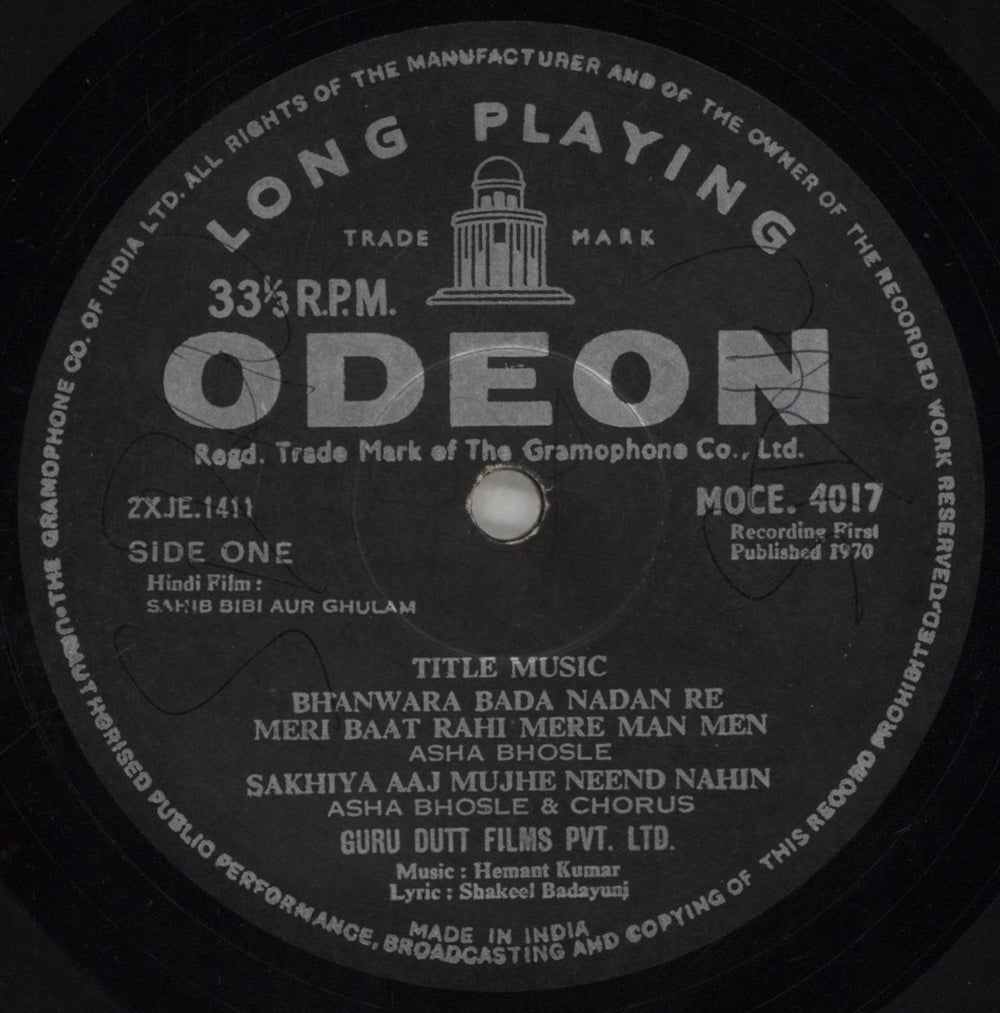 THE GRAMOPHONE CO. OF INDIA LTD. ALL RIGHTS OF THE MANUFACTURER AND OF THE OWNER OF THE RECORDED WORK RESERVED • UNAUTHORISED PUBLIC PERFORMANCE, BROADCASTING AND COPYING OF THIS RECORD PROHIBITED •
LONG PLAYING
TRADE MARK
33⅓ R.P.M.
ODEON
Regd. Trade Mark of The Gramophone Co., Ltd.
2XJE.1411
MOCE. 4017
SIDE ONE
Recording First
Published 1970
Hindi Film :
SAHIB BIBI AUR GHULAM
TITLE MUSIC
BHANWARA BADA NADAN RE
MERI BAAT RAHI MERE MAN MEN
ASHA BHOSLE
SAKHIYA AAJ MUJHE NEEND NAHIN
ASHA BHOSLE & CHORUS
GURU DUTT FILMS PVT. LTD.
Music : Hemant Kumar
Lyric : Shakeel Badayuni
MADE IN INDIA